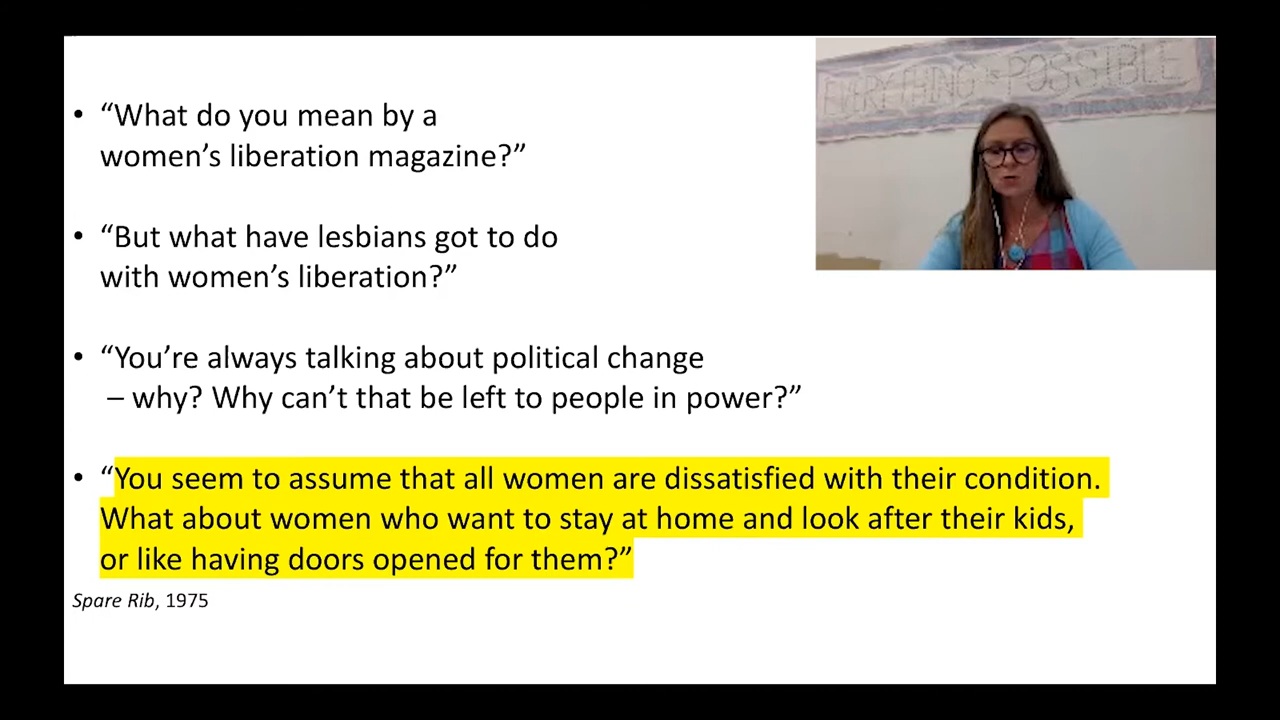 EVERYTHING is POSSIBLE
• “What do you mean by a
women’s liberation magazine?”
• “But what have lesbians got to do
with women’s liberation?”
• “You’re always talking about political change
– why? Why can’t that be left to people in power?”
• “You seem to assume that all women are dissatisfied with their condition.
What about women who want to stay at home and look after their kids,
or like having doors opened for them?”
Spare Rib, 1975